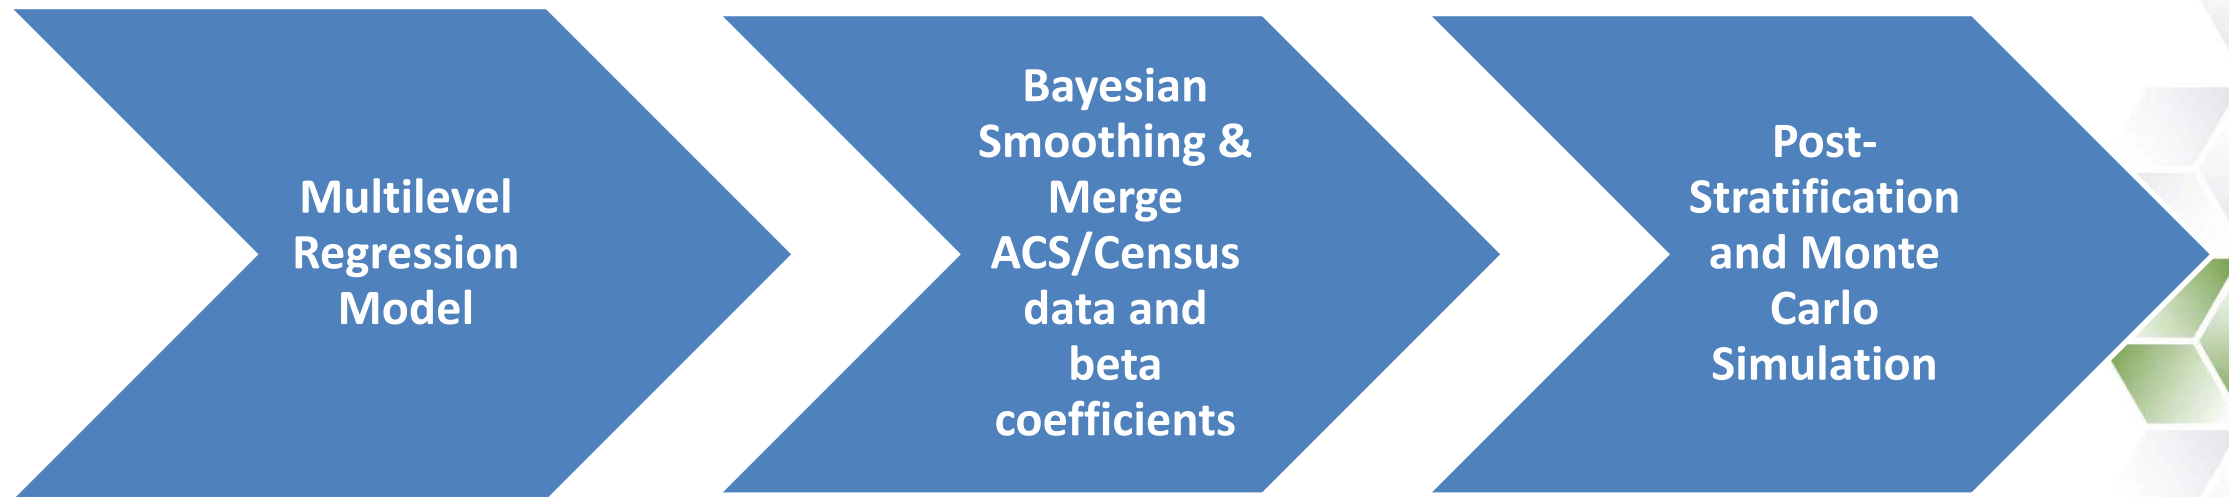 Multilevel
Regression
Model
Bayesian
Smoothing &
Merge
ACS/Census
data and
beta
coefficients
Post-
Stratification
and Monte
Carlo
Simulation